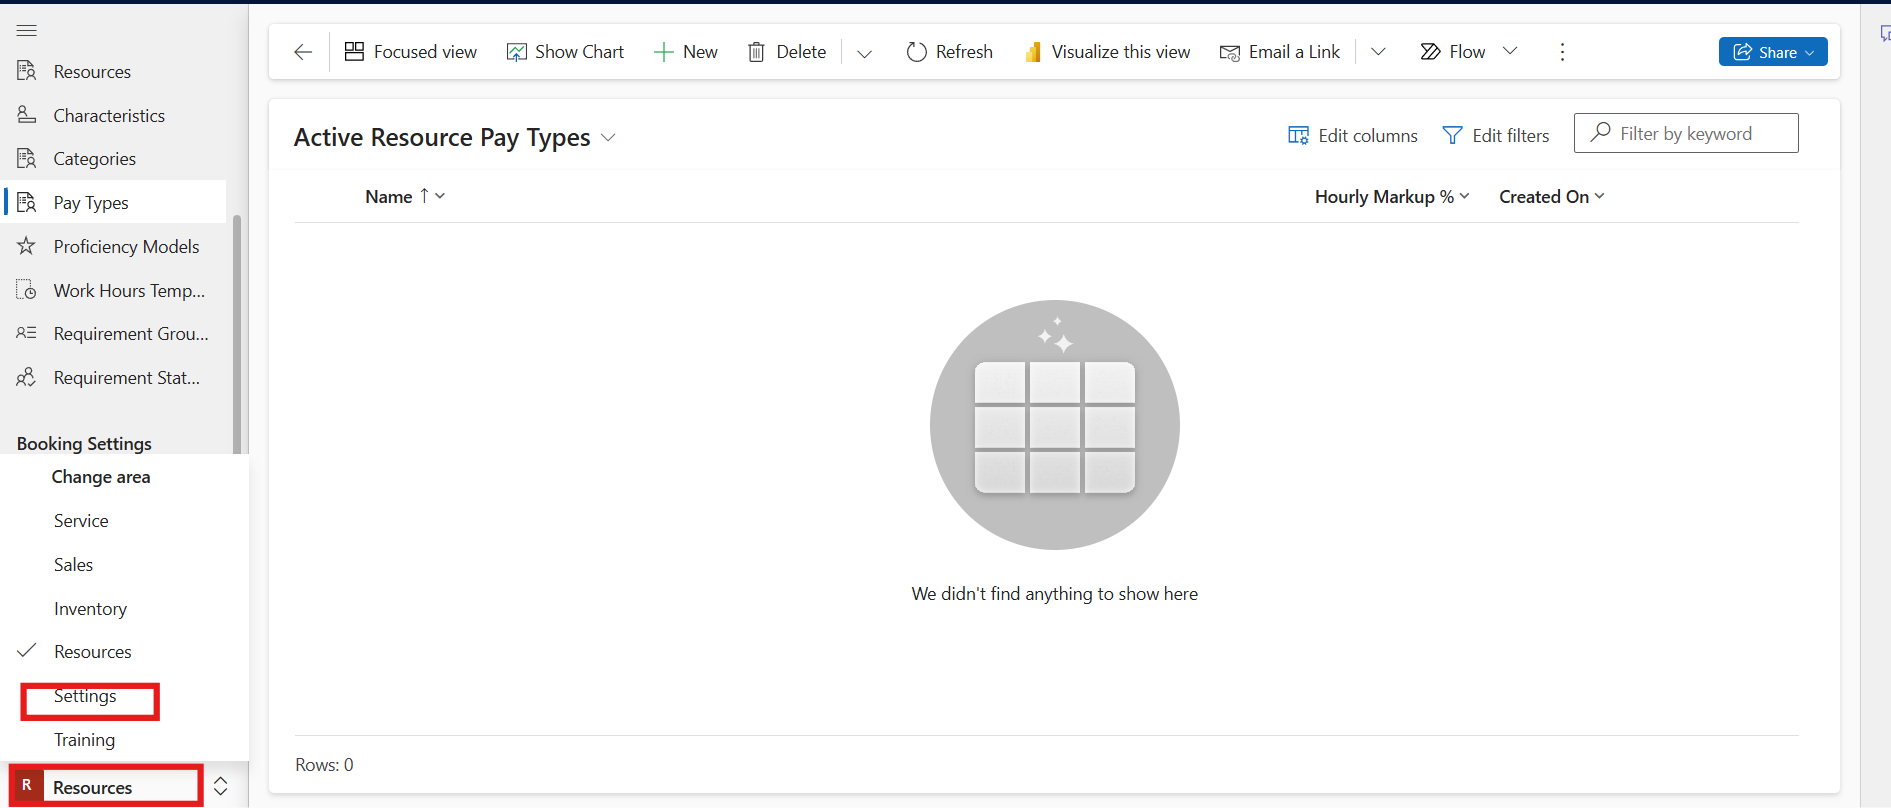 Resources
Characteristics
Categories
Pay Types
Proficiency Models
Work Hours Temp...
Requirement Grou...
Requirement Stat...
Booking Settings
Change area
Service
Sales
Inventory
Resources
Settings
Training
R Resources
Focused view Show Chart New Delete Refresh Visualize this view Email a Link Flow Share
Active Resource Pay Types Edit columns Edit filters Filter by keyword
Name ↑ Hourly Markup % Created On
We didn't find anything to show here
Rows: 0